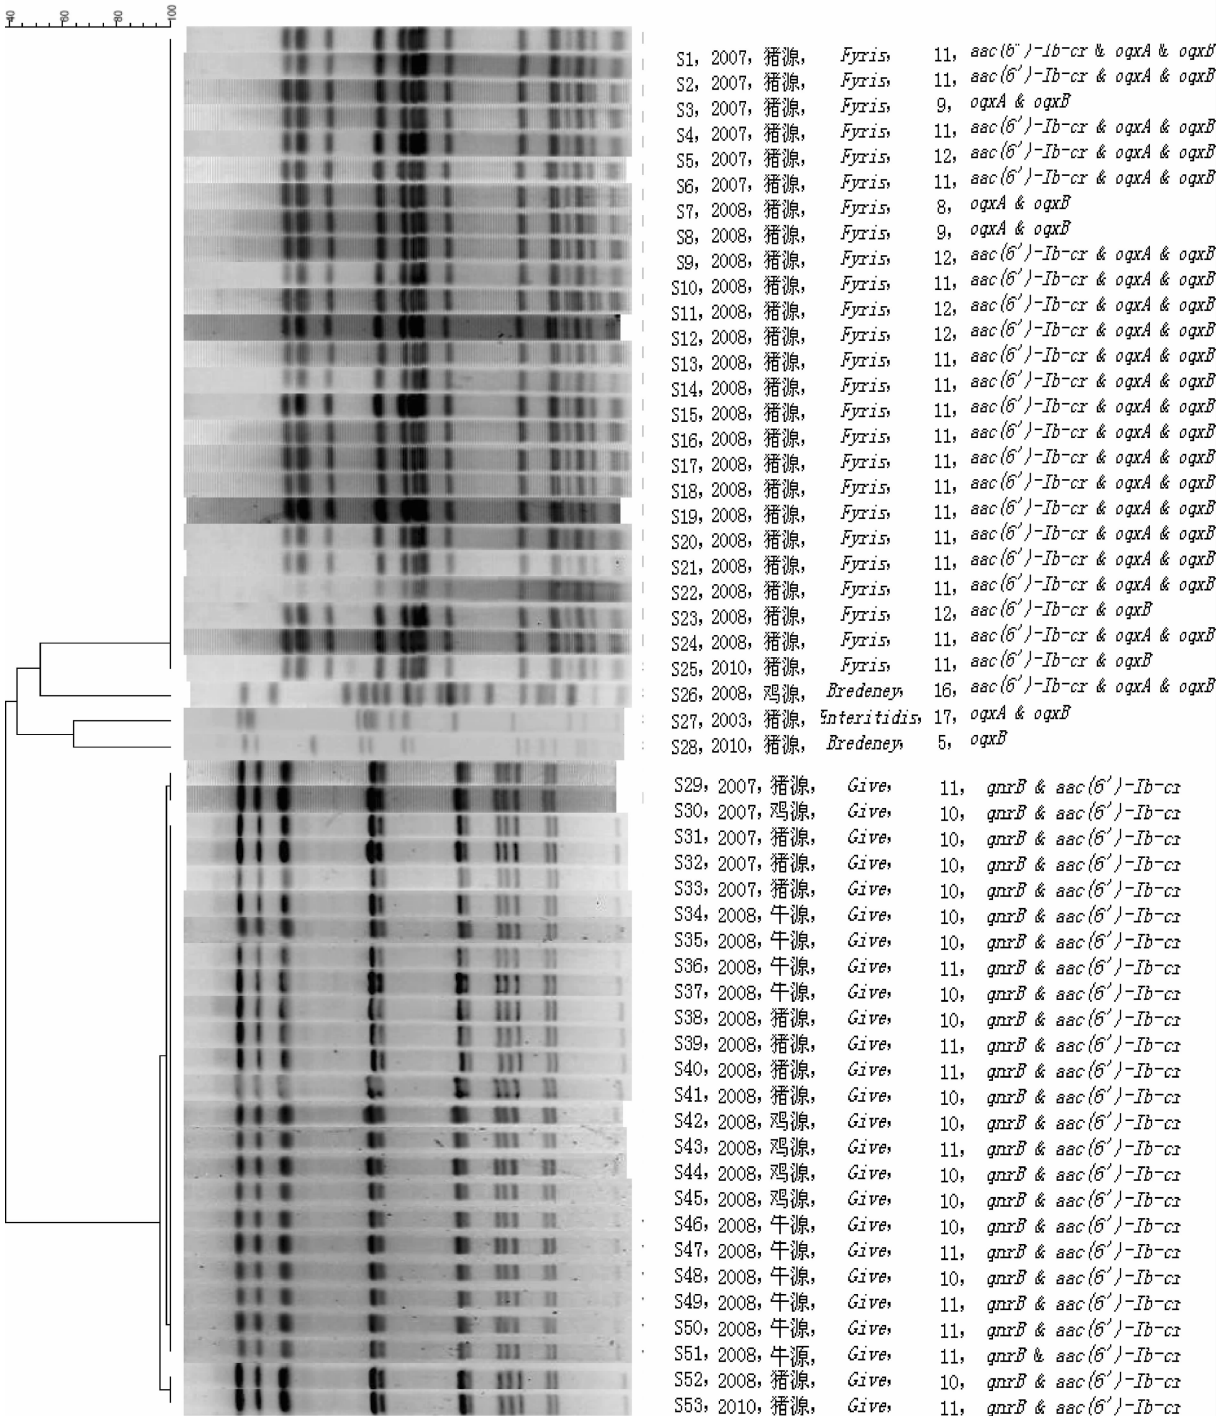 40 60 80 100
S1, 2007, 猪源, Fyris, 11, aac(6')-Ib-cr & oqxA & oqxB
S2, 2007, 猪源, Fyris, 11, aac(6')-Ib-cr & oqxA & oqxB
S3, 2007, 猪源, Fyris, 9, oqxA & oqxB
S4, 2007, 猪源, Fyris, 11, aac(6')-Ib-cr & oqxA & oqxB
S5, 2007, 猪源, Fyris, 12, aac(6')-Ib-cr & oqxA & oqxB
S6, 2007, 猪源, Fyris, 11, aac(6')-Ib-cr & oqxA & oqxB
S7, 2008, 猪源, Fyris, 8, oqxA & oqxB
S8, 2008, 猪源, Fyris, 9, oqxA & oqxB
S9, 2008, 猪源, Fyris, 12, aac(6')-Ib-cr & oqxA & oqxB
S10, 2008, 猪源, Fyris, 11, aac(6')-Ib-cr & oqxA & oqxB
S11, 2008, 猪源, Fyris, 12, aac(6')-Ib-cr & oqxA & oqxB
S12, 2008, 猪源, Fyris, 12, aac(6')-Ib-cr & oqxA & oqxB
S13, 2008, 猪源, Fyris, 11, aac(6')-Ib-cr & oqxA & oqxB
S14, 2008, 猪源, Fyris, 11, aac(6')-Ib-cr & oqxA & oqxB
S15, 2008, 猪源, Fyris, 11, aac(6')-Ib-cr & oqxA & oqxB
S16, 2008, 猪源, Fyris, 11, aac(6')-Ib-cr & oqxA & oqxB
S17, 2008, 猪源, Fyris, 11, aac(6')-Ib-cr & oqxA & oqxB
S18, 2008, 猪源, Fyris, 11, aac(6')-Ib-cr & oqxA & oqxB
S19, 2008, 猪源, Fyris, 11, aac(6')-Ib-cr & oqxA & oqxB
S20, 2008, 猪源, Fyris, 11, aac(6')-Ib-cr & oqxA & oqxB
S21, 2008, 猪源, Fyris, 11, aac(6')-Ib-cr & oqxA & oqxB
S22, 2008, 猪源, Fyris, 11, aac(6')-Ib-cr & oqxA & oqxB
S23, 2008, 猪源, Fyris, 12, aac(6')-Ib-cr & oqxB
S24, 2008, 猪源, Fyris, 11, aac(6')-Ib-cr & oqxA & oqxB
S25, 2010, 猪源, Fyris, 11, aac(6')-Ib-cr & oqxB
S26, 2008, 鸡源, Bredeney, 16, aac(6')-Ib-cr & oqxA & oqxB
S27, 2003, 猪源, Enteritidis, 17, oqxA & oqxB
S28, 2010, 猪源, Bredeney, 5, oqxB
S29, 2007, 猪源, Give, 11, qnrB & aac(6')-Ib-cr
S30, 2007, 鸡源, Give, 10, qnrB & aac(6')-Ib-cr
S31, 2007, 猪源, Give, 10, qnrB & aac(6')-Ib-cr
S32, 2007, 猪源, Give, 10, qnrB & aac(6')-Ib-cr
S33, 2007, 猪源, Give, 10, qnrB & aac(6')-Ib-cr
S34, 2008, 牛源, Give, 10, qnrB & aac(6')-Ib-cr
S35, 2008, 牛源, Give, 10, qnrB & aac(6')-Ib-cr
S36, 2008, 牛源, Give, 11, qnrB & aac(6')-Ib-cr
S37, 2008, 牛源, Give, 10, qnrB & aac(6')-Ib-cr
S38, 2008, 猪源, Give, 10, qnrB & aac(6')-Ib-cr
S39, 2008, 猪源, Give, 11, qnrB & aac(6')-Ib-cr
S40, 2008, 猪源, Give, 11, qnrB & aac(6')-Ib-cr
S41, 2008, 猪源, Give, 10, qnrB & aac(6')-Ib-cr
S42, 2008, 鸡源, Give, 10, qnrB & aac(6')-Ib-cr
S43, 2008, 鸡源, Give, 11, qnrB & aac(6')-Ib-cr
S44, 2008, 鸡源, Give, 10, qnrB & aac(6')-Ib-cr
S45, 2008, 鸡源, Give, 10, qnrB & aac(6')-Ib-cr
S46, 2008, 牛源, Give, 10, qnrB & aac(6')-Ib-cr
S47, 2008, 牛源, Give, 11, qnrB & aac(6')-Ib-cr
S48, 2008, 牛源, Give, 10, qnrB & aac(6')-Ib-cr
S49, 2008, 牛源, Give, 11, qnrB & aac(6')-Ib-cr
S50, 2008, 牛源, Give, 11, qnrB & aac(6')-Ib-cr
S51, 2008, 牛源, Give, 11, qnrB & aac(6')-Ib-cr
S52, 2008, 猪源, Give, 10, qnrB & aac(6')-Ib-cr
S53, 2010, 猪源, Give, 11, qnrB & aac(6')-Ib-cr